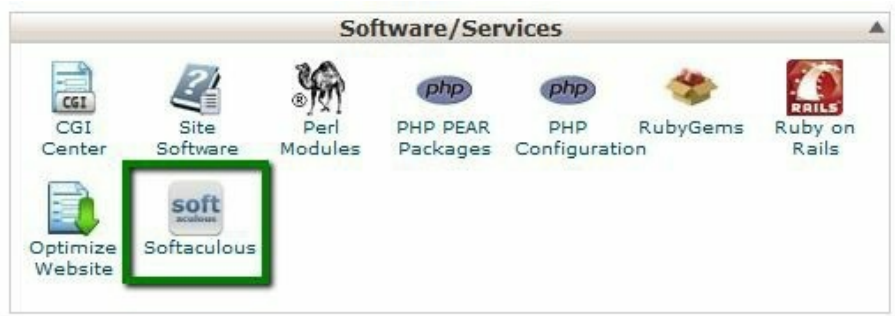 Software/Services
CGI
CGI
Center
Site
Software
®
Perl
Modules
php
PHP PEAR
Packages
php
PHP
Configuration
RubyGems
RAILS
Ruby on
Rails
Optimize
Website
soft
aculous
Softaculous